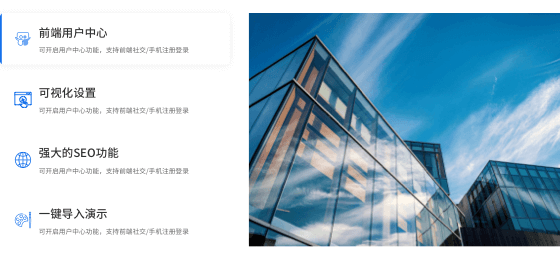 前端用户中心
可开启用户中心功能，支持前端社交/手机注册登录
可视化设置
可开启用户中心功能，支持前端社交/手机注册登录
强大的SEO功能
可开启用户中心功能，支持前端社交/手机注册登录
一键导入演示
可开启用户中心功能，支持前端社交/手机注册登录